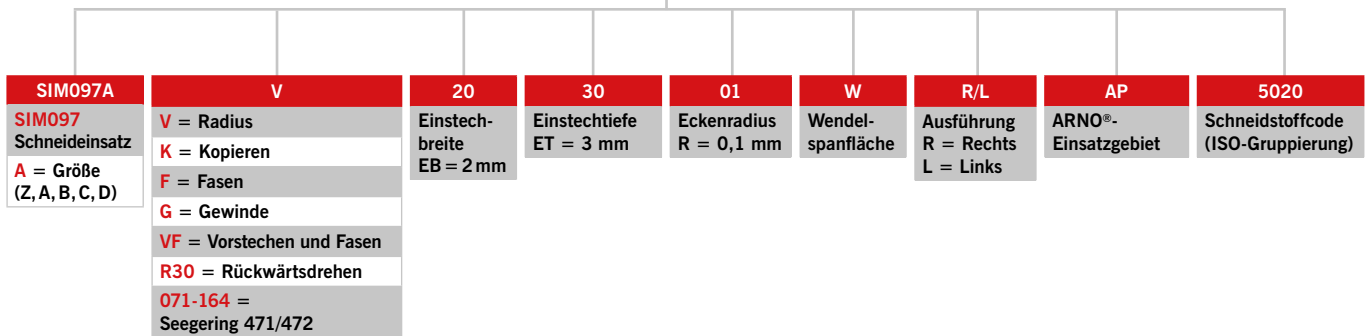 SIM097A
SIM097
Schneideinsatz
A = Größe
(Z, A, B, C, D)
V
V = Radius
K = Kopieren
F = Fasen
G = Gewinde
VF = Vorstechen und Fasen
R30 = Rückwärtsdrehen
071-164 =
Seegering 471/472
20
Einstech-
breite
EB = 2 mm
30
Einstechtiefe
ET = 3 mm
01
Eckenradius
R = 0,1 mm
W
Wendel-
spanfläche
R/L
Ausführung
R = Rechts
L = Links
AP
ARNO®-
Einsatzgebiet
5020
Schneidstoffcode
(ISO-Gruppierung)